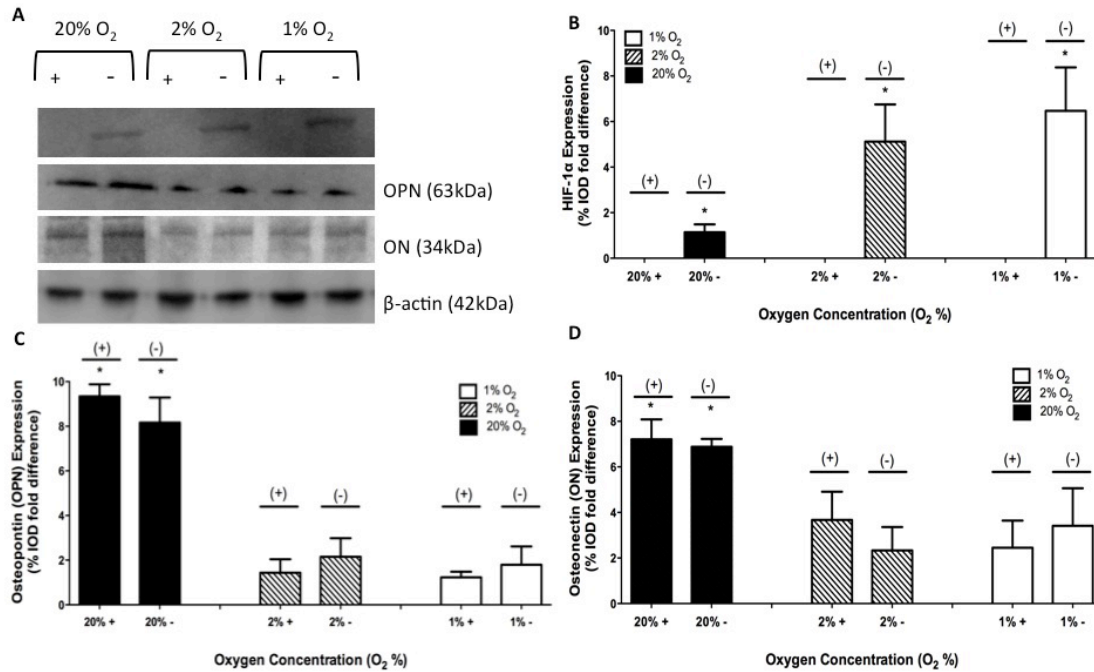 A
20% O2 2% O2 1% O2
+ - + - + -
OPN (63kDa)
ON (34kDa)
β-actin (42kDa)
B
1% O2
2% O2
20% O2
HIF-1α Expression
(% IOD fold difference)
10
8
6
4
2
0
(+) (-) (+) (-) (+) (-)
* * *
20% + 20% - 2% + 2% - 1% + 1% -
Oxygen Concentration (O2 %)
C
Osteopontin (OPN) Expression
(% IOD fold difference)
10
8
6
4
2
0
(+) (-) (+) (-) (+) (-)
* *
1% O2
2% O2
20% O2
20% + 20% - 2% + 2% - 1% + 1% -
Oxygen Concentration (O2 %)
D
Osteonectin (ON) Expression
(% IOD fold difference)
10
8
6
4
2
0
(+) (-) (+) (-) (+) (-)
* *
1% O2
2% O2
20% O2
20% + 20% - 2% + 2% - 1% + 1% -
Oxygen Concentration (O2 %)